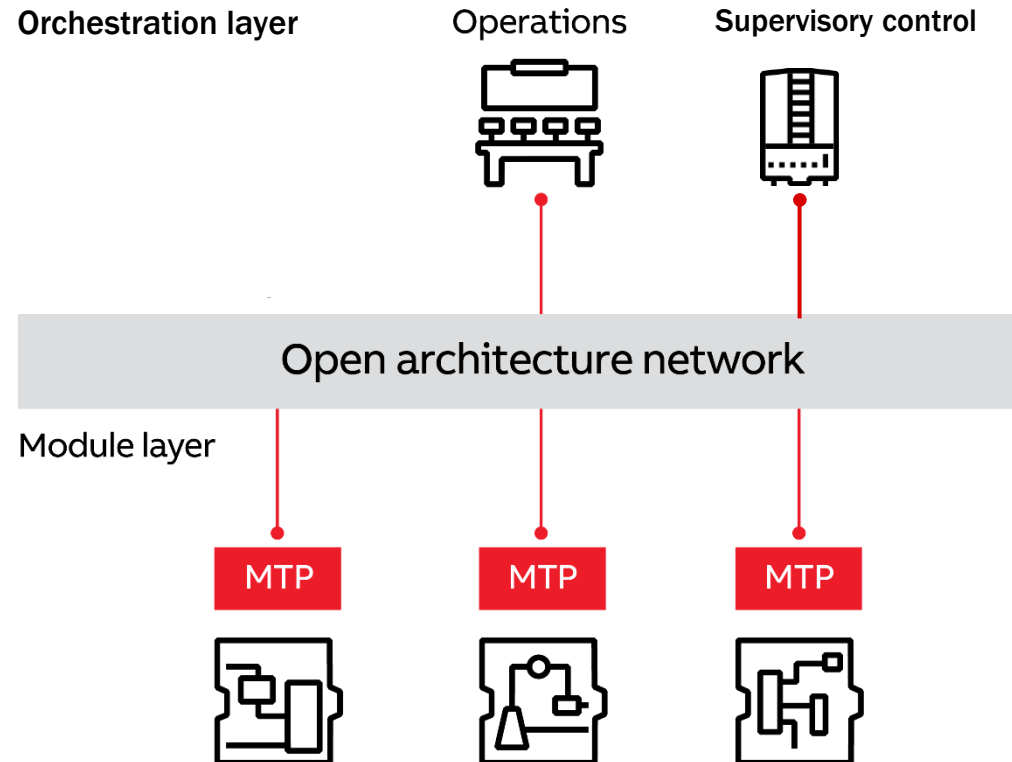 Orchestration layer
Operations
Supervisory control
Open architecture network
Module layer
MTP
MTP
MTP